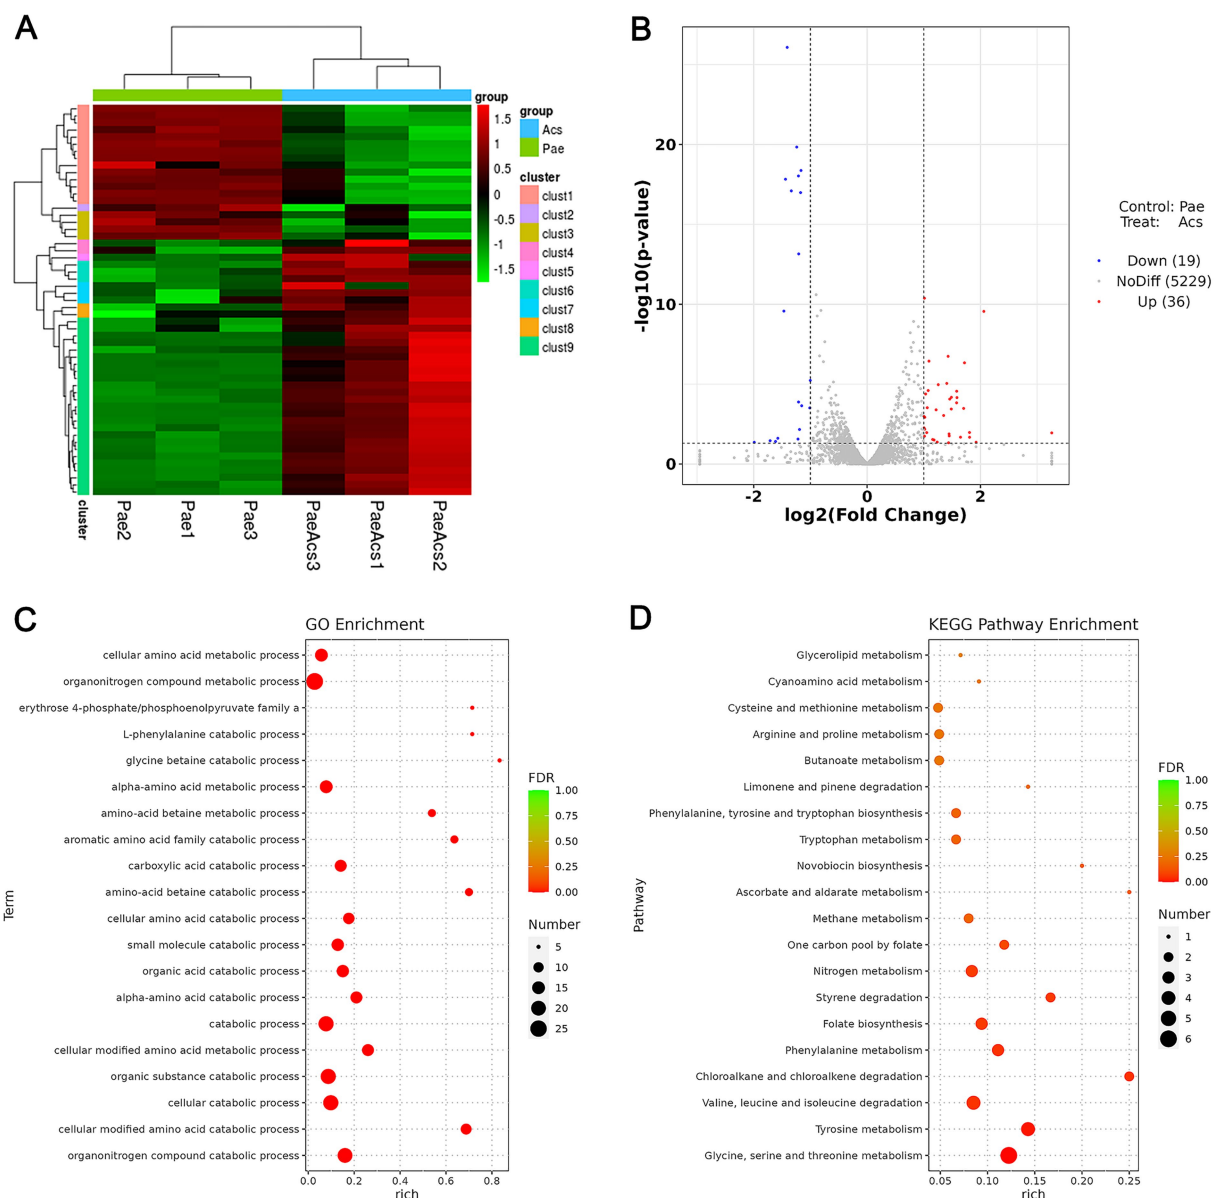 A
group
1.5
1
0.5
0
-0.5
-1
-1.5
group
Acs
Pae
cluster
clust1
clust2
clust3
clust4
clust5
clust6
clust7
clust8
clust9
cluster
Pae2
Pae1
Pae3
PaeAcs3
PaeAcs1
PaeAcs2
B
-log10(p-value)
20
10
0
-2
0
2
log2(Fold Change)
Control: Pae
Treat: Acs
Down (19)
NoDiff (5229)
Up (36)
C
GO Enrichment
Term
cellular amino acid metabolic process
organonitrogen compound metabolic process
erythrose 4-phosphate/phosphoenolpyruvate family a
L-phenylalanine catabolic process
glycine betaine catabolic process
alpha-amino acid metabolic process
amino-acid betaine metabolic process
aromatic amino acid family catabolic process
carboxylic acid catabolic process
amino-acid betaine catabolic process
cellular amino acid catabolic process
small molecule catabolic process
organic acid catabolic process
alpha-amino acid catabolic process
catabolic process
cellular modified amino acid metabolic process
organic substance catabolic process
cellular catabolic process
cellular modified amino acid catabolic process
organonitrogen compound catabolic process
0.0
0.2
0.4
0.6
0.8
rich
FDR
1.00
0.75
0.50
0.25
0.00
Number
5
10
15
20
25
D
KEGG Pathway Enrichment
Pathway
Glycerolipid metabolism
Cyanoamino acid metabolism
Cysteine and methionine metabolism
Arginine and proline metabolism
Butanoate metabolism
Limonene and pinene degradation
Phenylalanine, tyrosine and tryptophan biosynthesis
Tryptophan metabolism
Novobiocin biosynthesis
Ascorbate and aldarate metabolism
Methane metabolism
One carbon pool by folate
Nitrogen metabolism
Styrene degradation
Folate biosynthesis
Phenylalanine metabolism
Chloroalkane and chloroalkene degradation
Valine, leucine and isoleucine degradation
Tyrosine metabolism
Glycine, serine and threonine metabolism
0.05
0.10
0.15
0.20
0.25
rich
FDR
1.00
0.75
0.50
0.25
0.00
Number
1
2
3
4
5
6